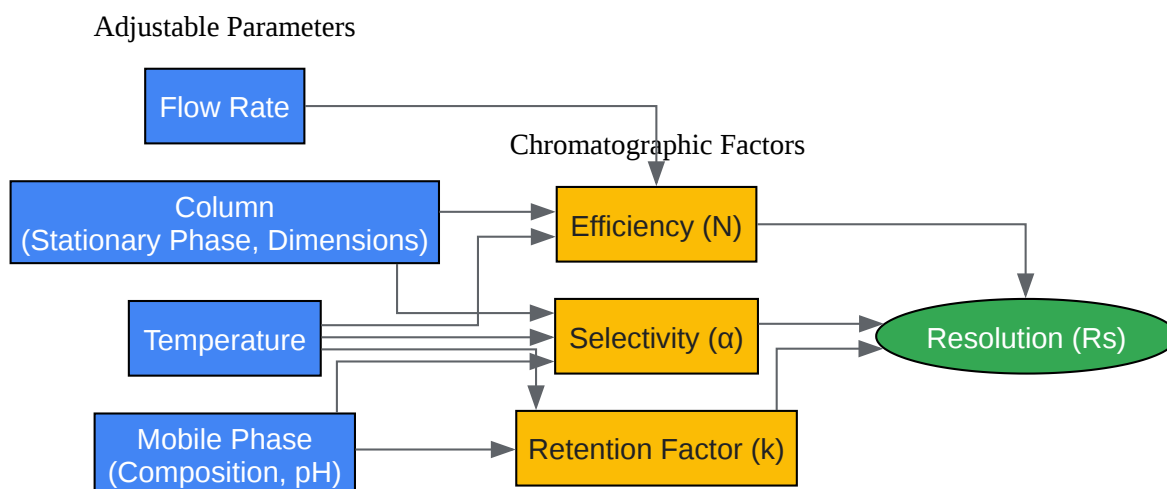 Adjustable Parameters
Flow Rate
Chromatographic Factors
Column
(Stationary Phase, Dimensions)
Efficiency (N)
Temperature
Selectivity (α)
Resolution (Rs)
Mobile Phase
(Composition, pH)
Retention Factor (k)